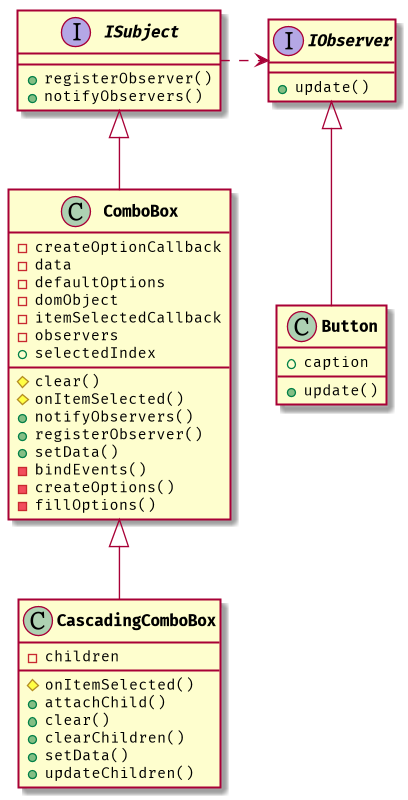 I ISubject
registerObserver()
notifyObservers()
I IObserver
update()
C ComboBox
createOptionCallback
data
defaultOptions
domObject
itemSelectedCallback
observers
selectedIndex
clear()
onItemSelected()
notifyObservers()
registerObserver()
setData()
bindEvents()
createOptions()
fillOptions()
C Button
caption
update()
C CascadingComboBox
children
onItemSelected()
attachChild()
clear()
clearChildren()
setData()
updateChildren()